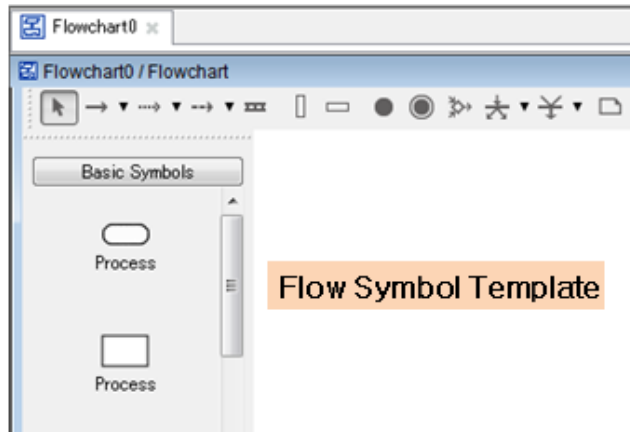 Flowchart0
Flowchart0 / Flowchart
Basic Symbols
Process
Flow Symbol Template
Process